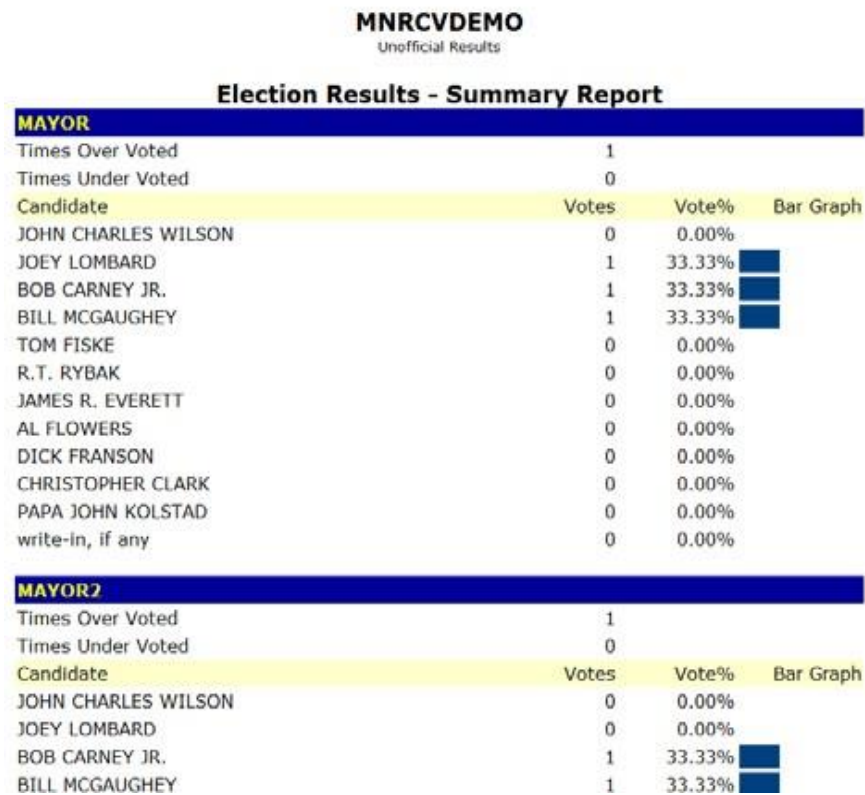 MNRCVDEMO
Unofficial Results
Election Results - Summary Report
MAYOR
Times Over Voted 1
Times Under Voted 0
Candidate Votes Vote% Bar Graph
JOHN CHARLES WILSON 0 0.00%
JOEY LOMBARD 1 33.33%
BOB CARNEY JR. 1 33.33%
BILL MCGAUGHEY 1 33.33%
TOM FISKE 0 0.00%
R.T. RYBAK 0 0.00%
JAMES R. EVERETT 0 0.00%
AL FLOWERS 0 0.00%
DICK FRANSON 0 0.00%
CHRISTOPHER CLARK 0 0.00%
PAPA JOHN KOLSTAD 0 0.00%
write-in, if any 0 0.00%
MAYOR2
Times Over Voted 1
Times Under Voted 0
Candidate Votes Vote% Bar Graph
JOHN CHARLES WILSON 0 0.00%
JOEY LOMBARD 0 0.00%
BOB CARNEY JR. 1 33.33%
BILL MCGAUGHEY 1 33.33%